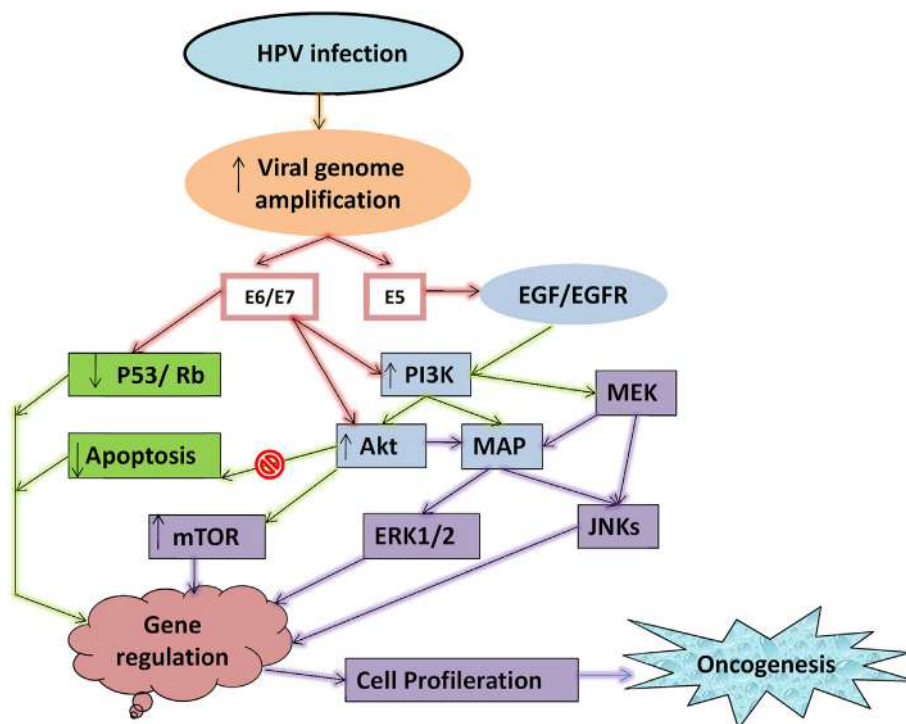 HPV infection
↑ Viral genome
amplification
E6/E7
E5
EGF/EGFR
↓ P53/ Rb
↑ PI3K
MEK
↓ Apoptosis
↑ Akt
MAP
↑ mTOR
ERK1/2
JNKs
Gene
regulation
Cell Profileration
Oncogenesis